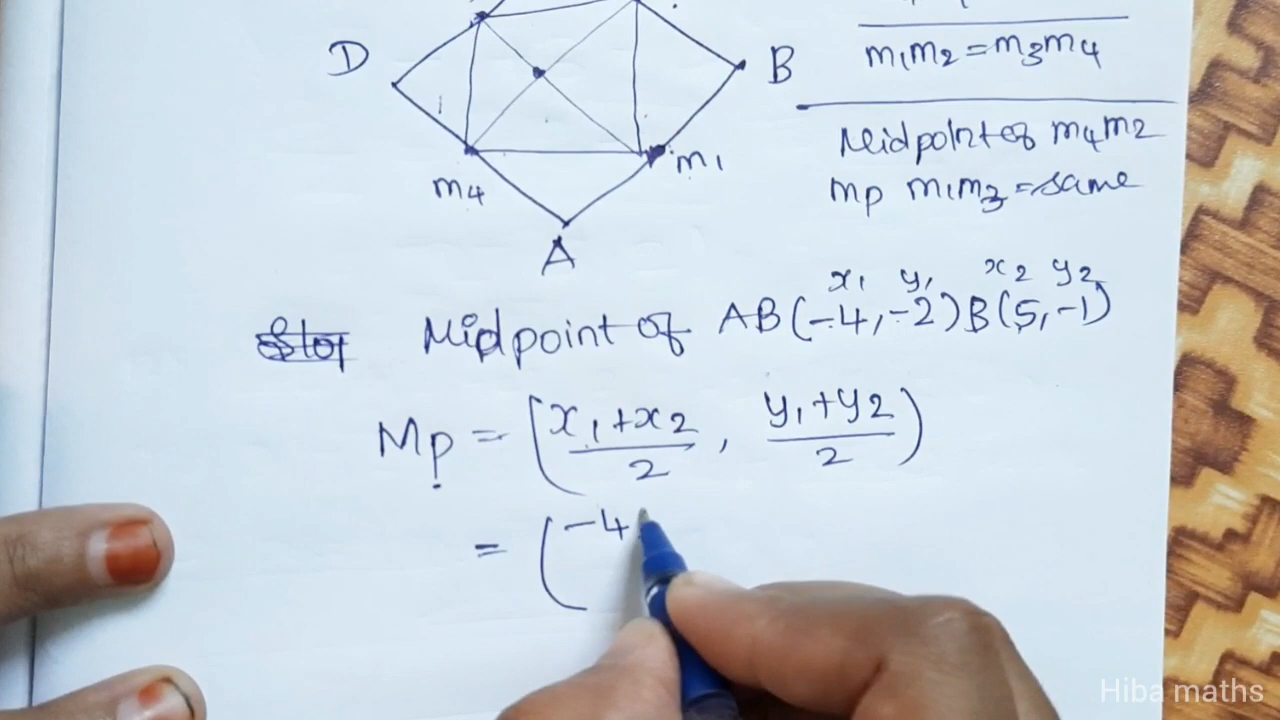 m1m2=m3m4
D
B
Midpoint of m4m2
m1
mp m1m3=same
m4
A
x1 y1 x2 y2
Midpoint of AB(-4,-2)B(5,-1)
Mp = (x1+x2/2, y1+y2/2)
= (-4
Hiba maths